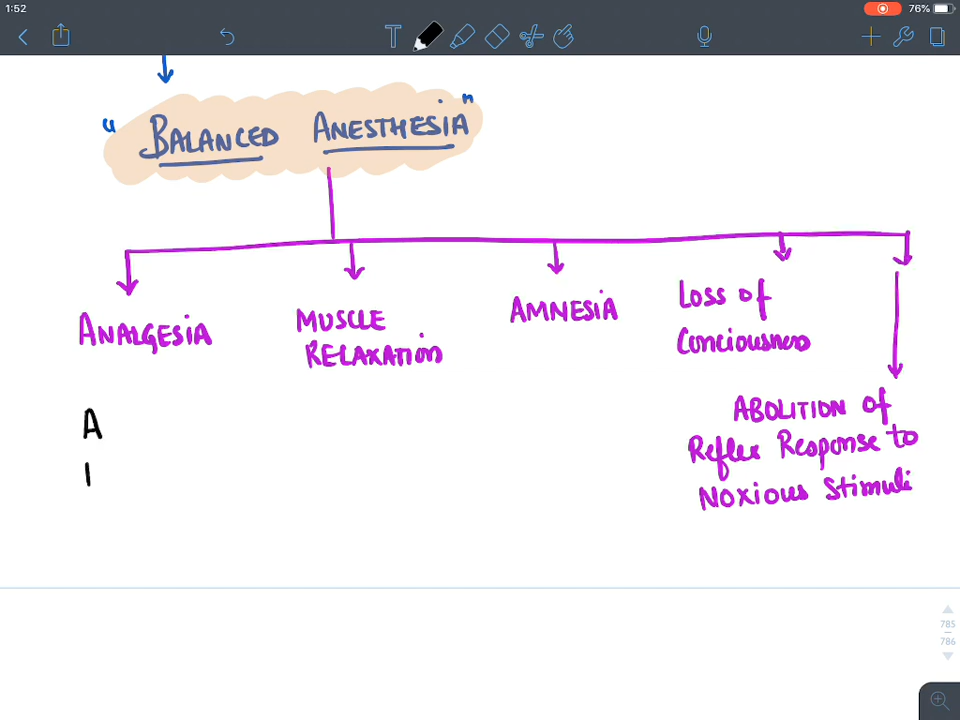 1:52
76%
T
"Balanced Anesthesia"
Analgesia
Muscle
Relaxation
Amnesia
Loss of
Conciousness
Abolition of
Reflex Response to
Noxious Stimuli
A
I
785
786